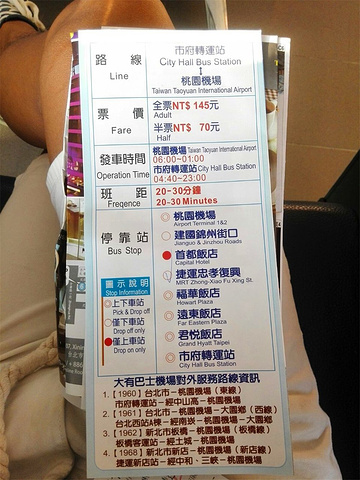 路線
Line
市府轉運站
City Hall Bus Station
↕
桃園機場
Taiwan Taoyuan International Airport
票價
Fare
全票NT$ 145元
Adult
半票NT$ 70元
Half
發車時間
Operation Time
桃園機場 Taiwan Taoyuan International Airport
06:00~01:00
市府轉運站 City Hall Bus Station
04:40~23:00
班距
Freqence
20-30分鐘
20-30 Minutes
停靠站
Bus Stop
桃園機場
Airport Terminal 1&2
建國錦州街口
Jianguo & Jinzhou Roads
首都飯店
Capital Hotel
捷運忠孝復興
MRT Zhong-Xiao Fu Xing St.
福華飯店
Howart Plaza
遠東飯店
Far Eastern Plaza
君悅飯店
Grand Hyatt Taipei
市府轉運站
City Hall Bus Station
圖示說明
Stop Information
上下車站
Pick & Drop off
僅下車站
Drop off only
僅上車站
Drop on only
大有巴士機場對外服務路線資訊
1.【1960】台北市－桃園機場（東線）
市府轉運站－經中山高－桃園機場
2.【1961】台北市－桃園機場－大園鄉（西線）
台北西站A棟－經南崁－桃園機場－大園鄉
3.【1962】新北市板橋－桃園機場（板橋線）
板橋客運站－經土城－桃園機場
4.【1968】新北市新店－桃園機場（新店線）
捷運新店站－經中和、三峽－桃園機場